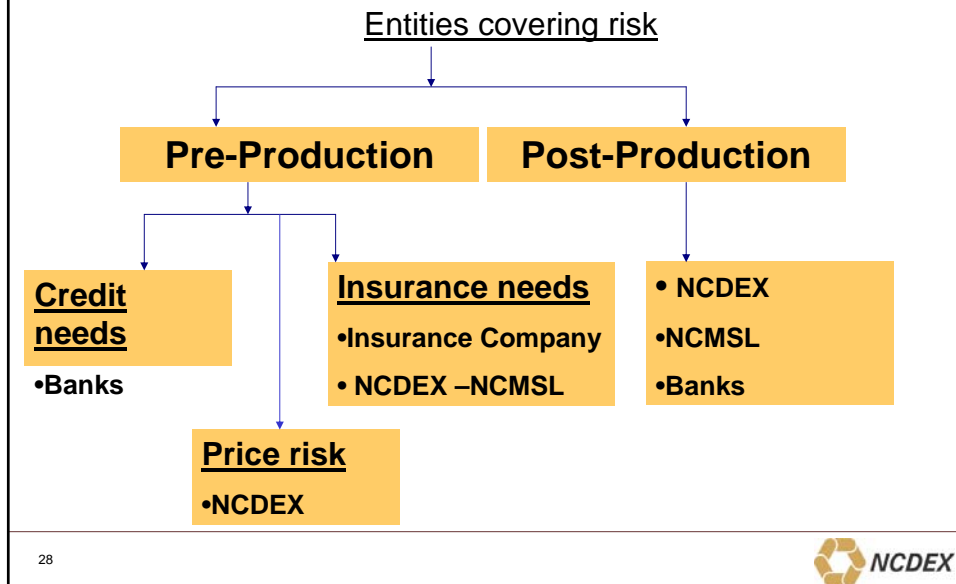 Entities covering risk
Pre-Production
Post-Production
Credit
needs
•Banks
Price risk
•NCDEX
Insurance needs
•Insurance Company
• NCDEX –NCMSL
• NCDEX
•NCMSL
•Banks
28
NCDEX